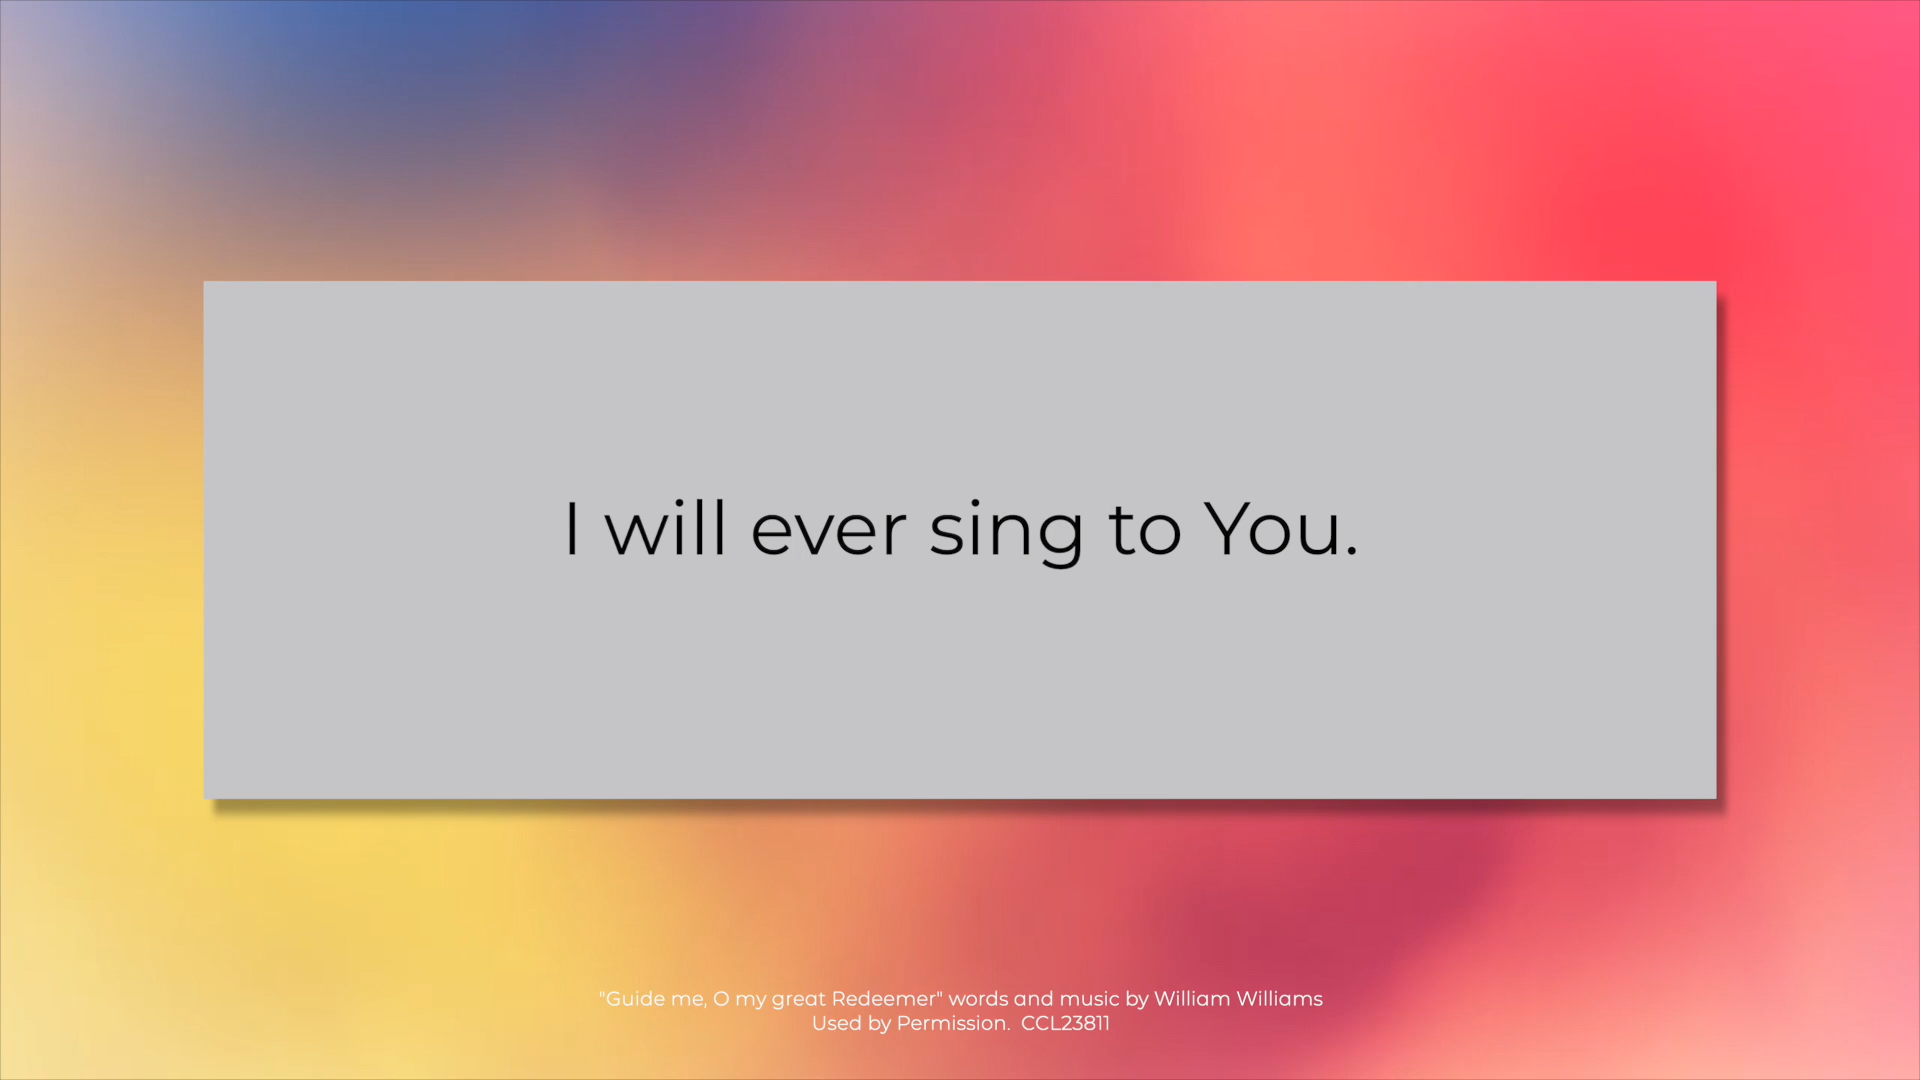 I will ever sing to You.
"Guide me, O my great Redeemer" words and music by William Williams
Used by Permission.  CCL23811